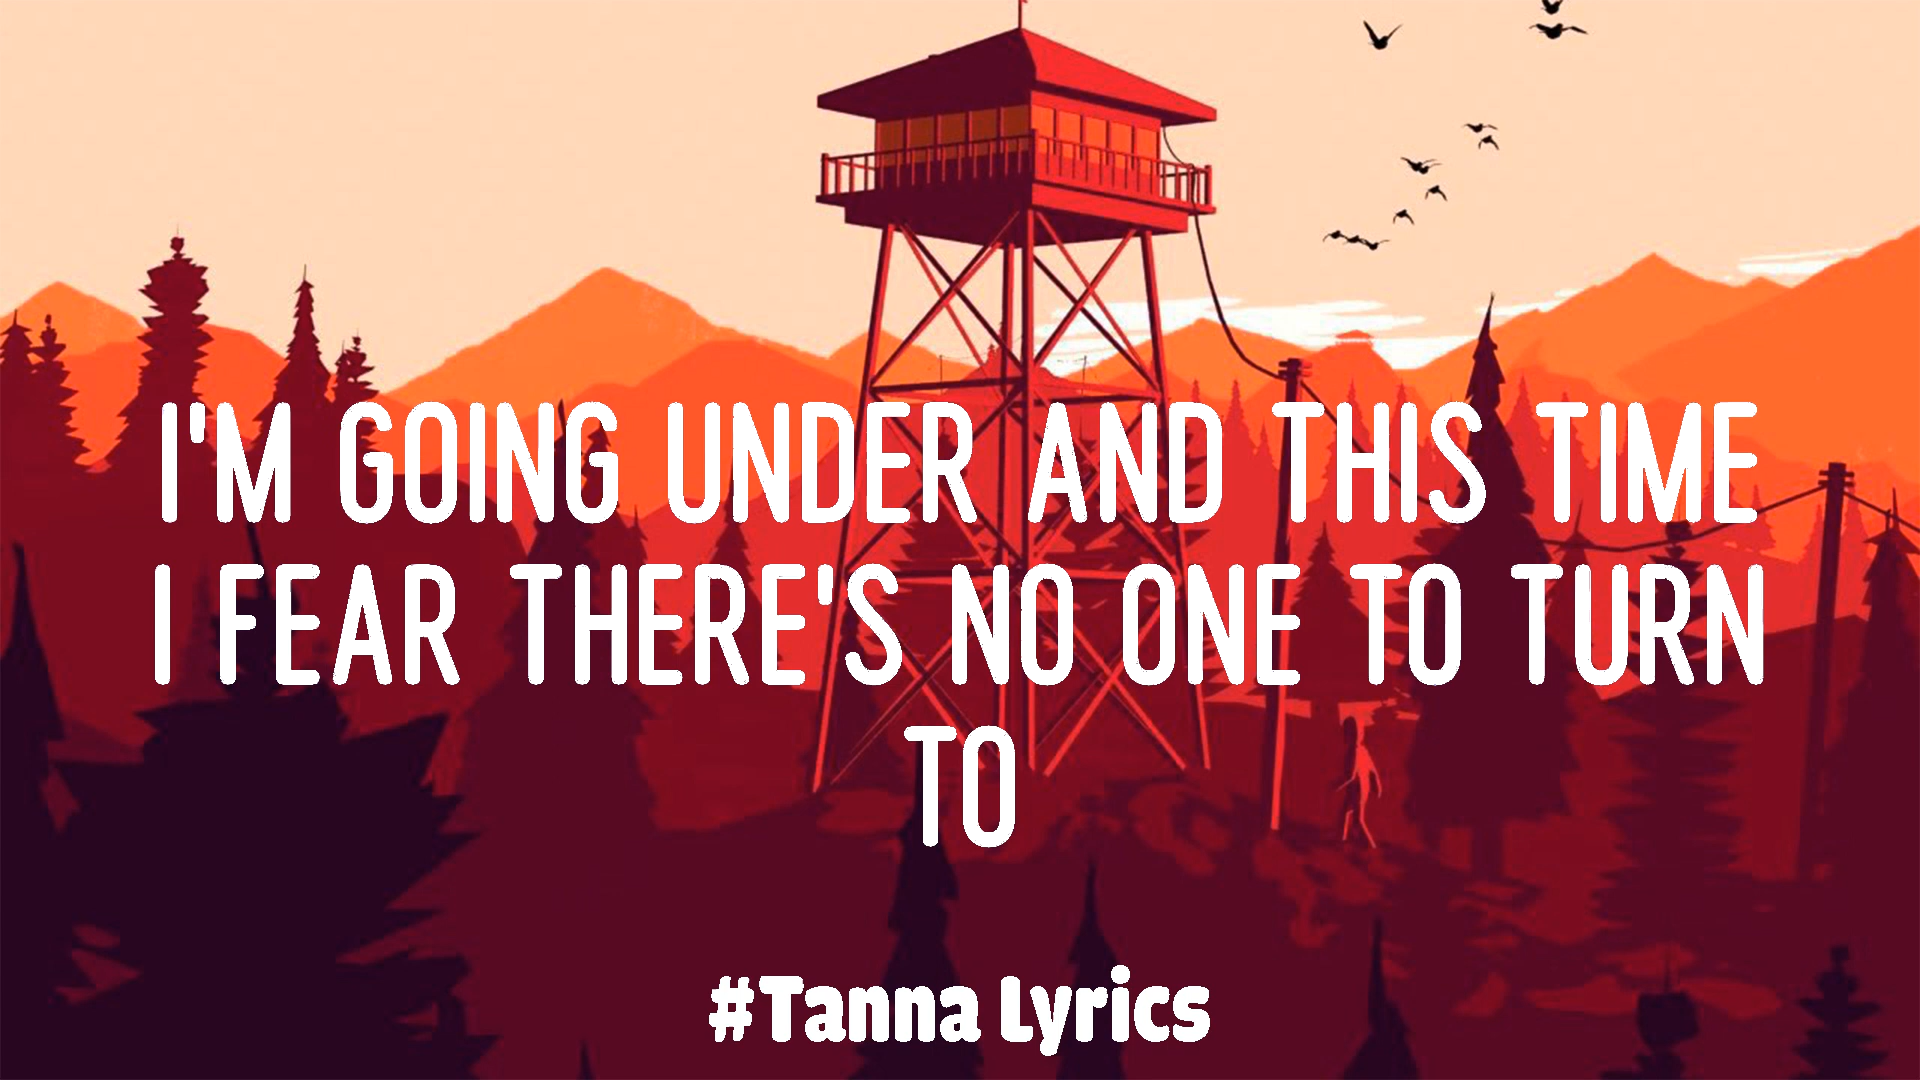 I'M GOING UNDER AND THIS TIME
I FEAR THERE'S NO ONE TO TURN
TO
#Tanna Lyrics